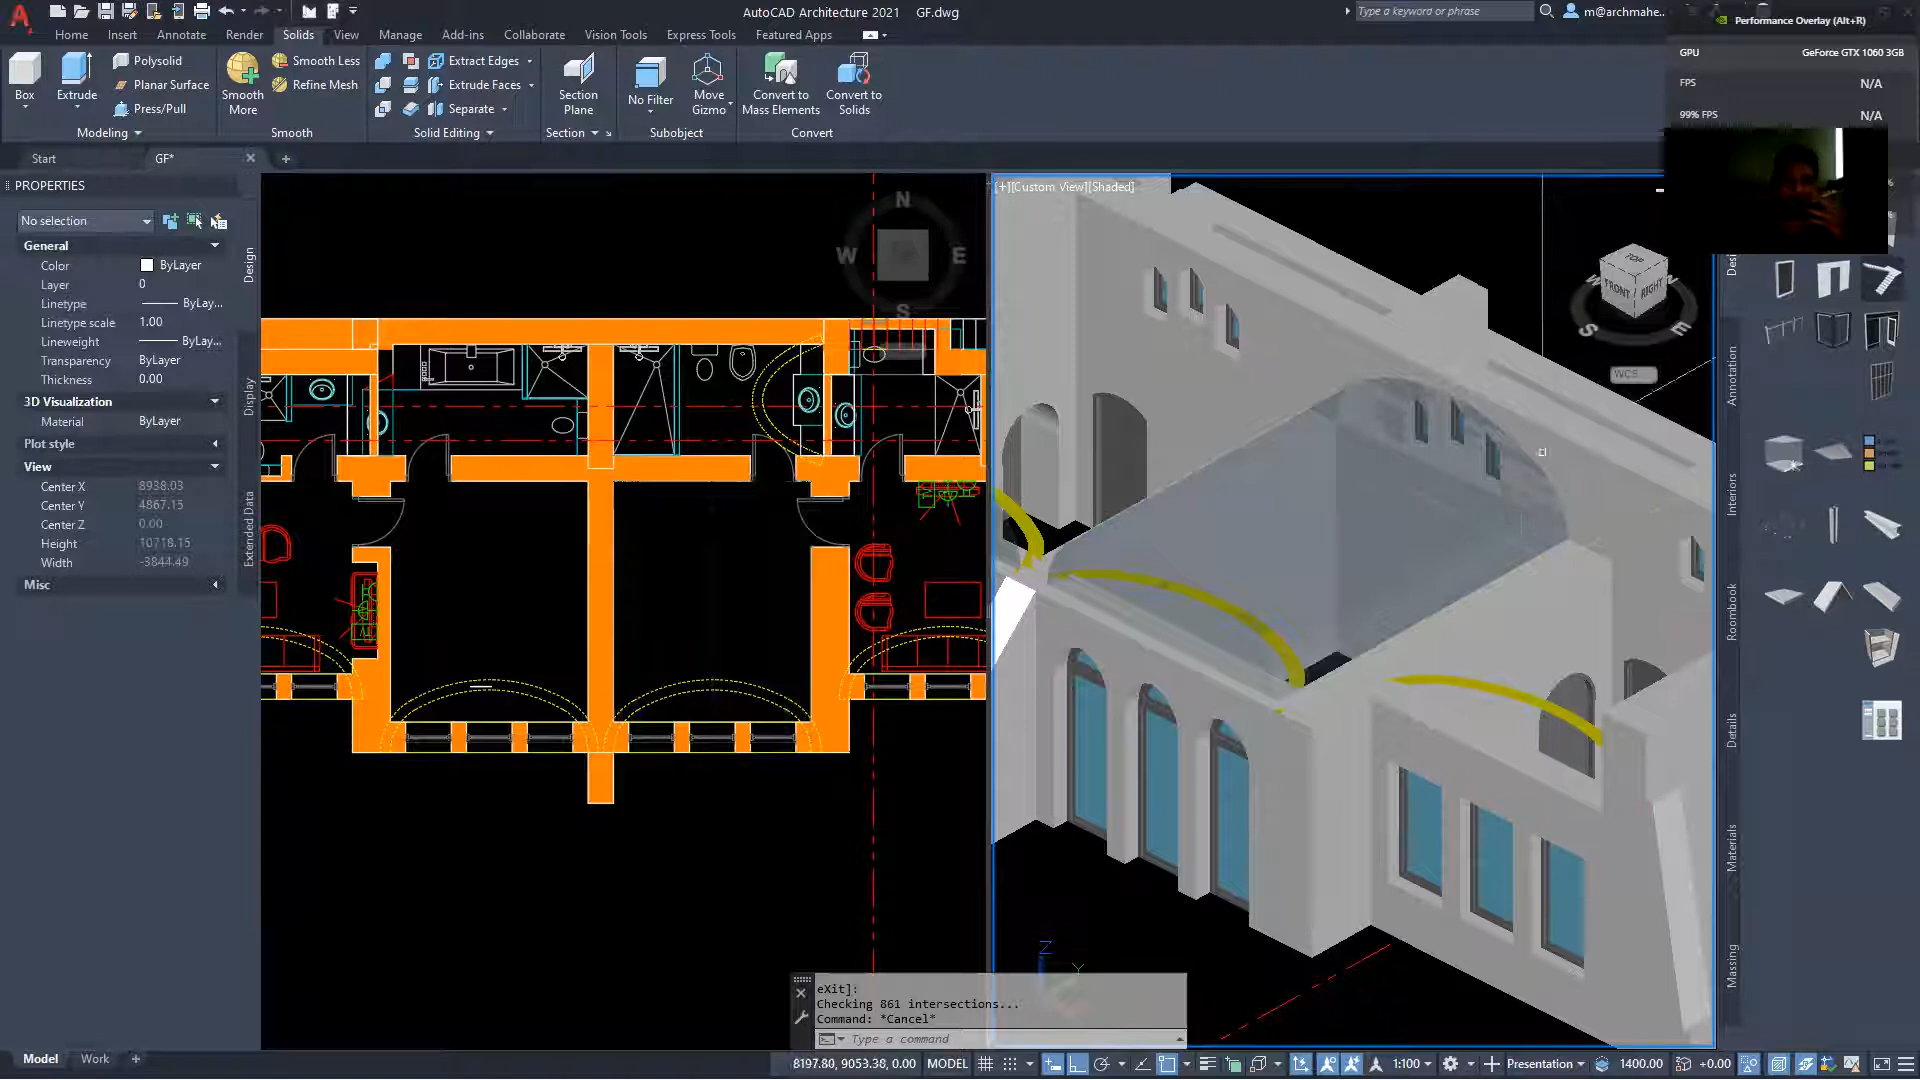 AutoCAD Architecture 2021 GF.dwg
Type a keyword or phrase
m@archmahe...
Performance Overlay (Alt+R)
Home Insert Annotate Render Solids View Manage Add-ins Collaborate Vision Tools Express Tools Featured Apps
GPU GeForce GTX 1060 3GB
FPS N/A
99% FPS N/A
Box
Extrude
Polysolid
Planar Surface
Press/Pull
Smooth More
Smooth Less
Refine Mesh
Extract Edges
Extrude Faces
Separate
Section Plane
No Filter
Move Gizmo
Convert to Mass Elements
Convert to Solids
Modeling Smooth Solid Editing Section Subobject Convert
Start GF*
PROPERTIES
No selection
General
Color ByLayer
Layer 0
Linetype ByLay...
Linetype scale 1.00
Lineweight ByLay...
Transparency ByLayer
Thickness 0.00
3D Visualization
Material ByLayer
Plot style
View
Center X 8938.03
Center Y 4867.15
Center Z 0.00
Height 10718.15
Width -3844.49
Misc
Design
Display
Extended Data
N
W E
S
[+][Custom View][Shaded]
TOP
FRONT RIGHT
S E
WCS
Annotation
Interiors
Roombook
Details
Materials
Massing
Z
Y
eXit]:
Checking 861 intersections...
Command: *Cancel*
Type a command
Model Work
8197.80, 9053.38, 0.00 MODEL
1:100
Presentation
1400.00
+0.00